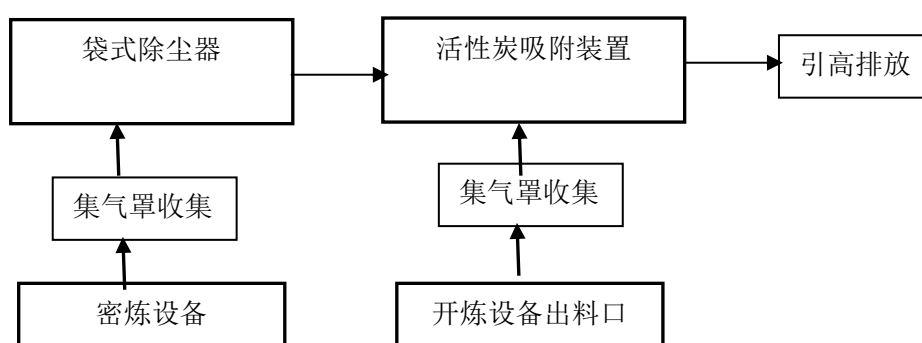 袋式除尘器
活性炭吸附装置
引高排放
集气罩收集
集气罩收集
密炼设备
开炼设备出料口